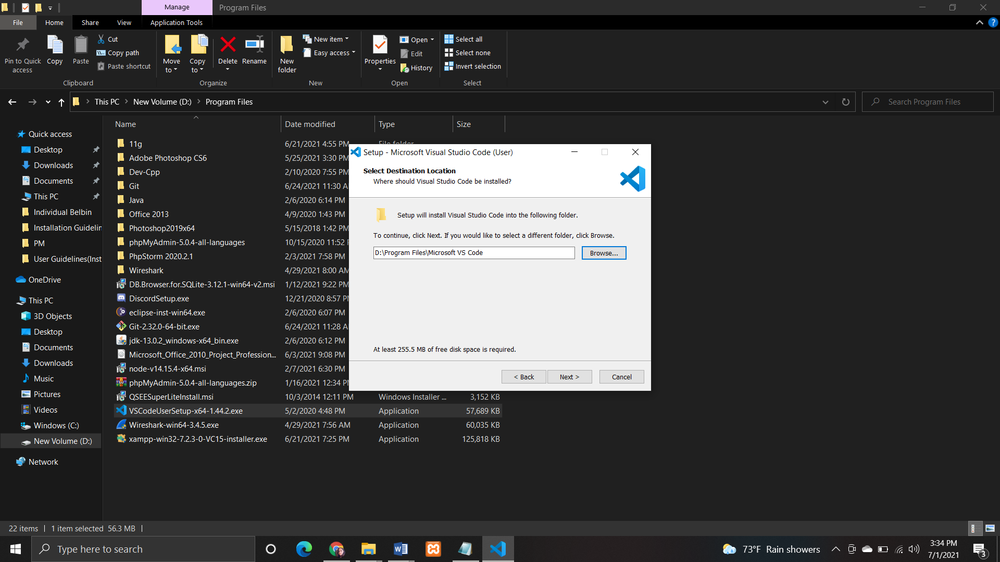 Manage
Program Files
File
Home
Share
View
Application Tools
Pin to Quick access
Copy
Paste
Cut
Copy path
Paste shortcut
Move to
Copy to
Delete
Rename
New folder
New item
Easy access
Properties
Open
Edit
History
Select all
Select none
Invert selection
Clipboard
Organize
New
Open
Select
This PC > New Volume (D:) > Program Files
Search Program Files
Name
Date modified
Type
Size
Quick access
Desktop
Downloads
Documents
This PC
Individual Belbin
Installation Guidelin
PM
User Guidelines(Inst
OneDrive
This PC
3D Objects
Desktop
Documents
Downloads
Music
Pictures
Videos
Windows (C:)
New Volume (D:)
Network
11g 6/21/2021 4:55 PM File folder
Adobe Photoshop CS6 5/25/2021 3:30 PM
Dev-Cpp 2/10/2020 7:55 PM
Git 6/24/2021 11:30 A
Java 2/6/2020 6:14 PM
Office 2013 4/9/2020 1:43 PM
Photoshop2019x64 5/15/2018 1:42 PM
phpMyAdmin-5.0.4-all-languages 10/15/2020 11:52
PhpStorm 2020.2.1 2/3/2021 7:58 PM
Wireshark 4/29/2021 8:00 AM
DB.Browser.for.SQLite-3.12.1-win64-v2.msi 1/12/2021 9:22 PM
DiscordSetup.exe 12/21/2020 8:57 P
eclipse-inst-win64.exe 2/6/2020 6:07 PM
Git-2.32.0-64-bit.exe 6/24/2021 11:28 A
jdk-13.0.2_windows-x64_bin.exe 2/6/2020 6:12 PM
Microsoft_Office_2010_Project_Profession... 6/3/2021 9:08 PM
node-v14.15.4-x64.msi 2/7/2021 6:30 PM
phpMyAdmin-5.0.4-all-languages.zip 1/16/2021 12:34 P
QSEESuperLiteInstall.msi 10/3/2014 12:11 PM Windows Installer ... 3,152 KB
VSCodeUserSetup-x64-1.44.2.exe 5/2/2020 4:48 PM Application 57,689 KB
Wireshark-win64-3.4.5.exe 4/29/2021 7:56 AM Application 60,035 KB
xampp-win32-7.2.3-0-VC15-installer.exe 6/21/2021 7:25 PM Application 125,818 KB
Setup - Microsoft Visual Studio Code (User)
Select Destination Location
Where should Visual Studio Code be installed?
Setup will install Visual Studio Code into the following folder.
To continue, click Next. If you would like to select a different folder, click Browse.
D:\Program Files\Microsoft VS Code
Browse...
At least 255.5 MB of free disk space is required.
< Back
Next >
Cancel
22 items
1 item selected 56.3 MB
Type here to search
73°F Rain showers
3:34 PM
7/1/2021
3